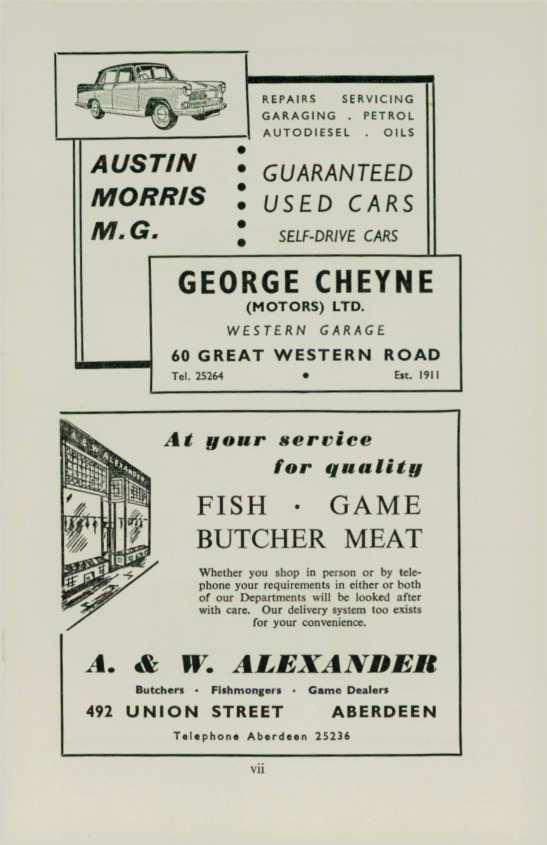 REPAIRS SERVICING
GARAGING . PETROL
AUTODIESEL . OILS
AUSTIN
MORRIS
M.G.
GUARANTEED
USED CARS
SELF-DRIVE CARS
GEORGE CHEYNE
(MOTORS) LTD.
WESTERN GARAGE
60 GREAT WESTERN ROAD
Tel. 25264 • Est. 1911
At your service
for quality
FISH · GAME
BUTCHER MEAT
Whether you shop in person or by tele-
phone your requirements in either or both
of our Departments will be looked after
with care. Our delivery system too exists
for your convenience.
A. & W. ALEXANDER
Butchers · Fishmongers · Game Dealers
492 UNION STREET ABERDEEN
Telephone Aberdeen 25236
vii